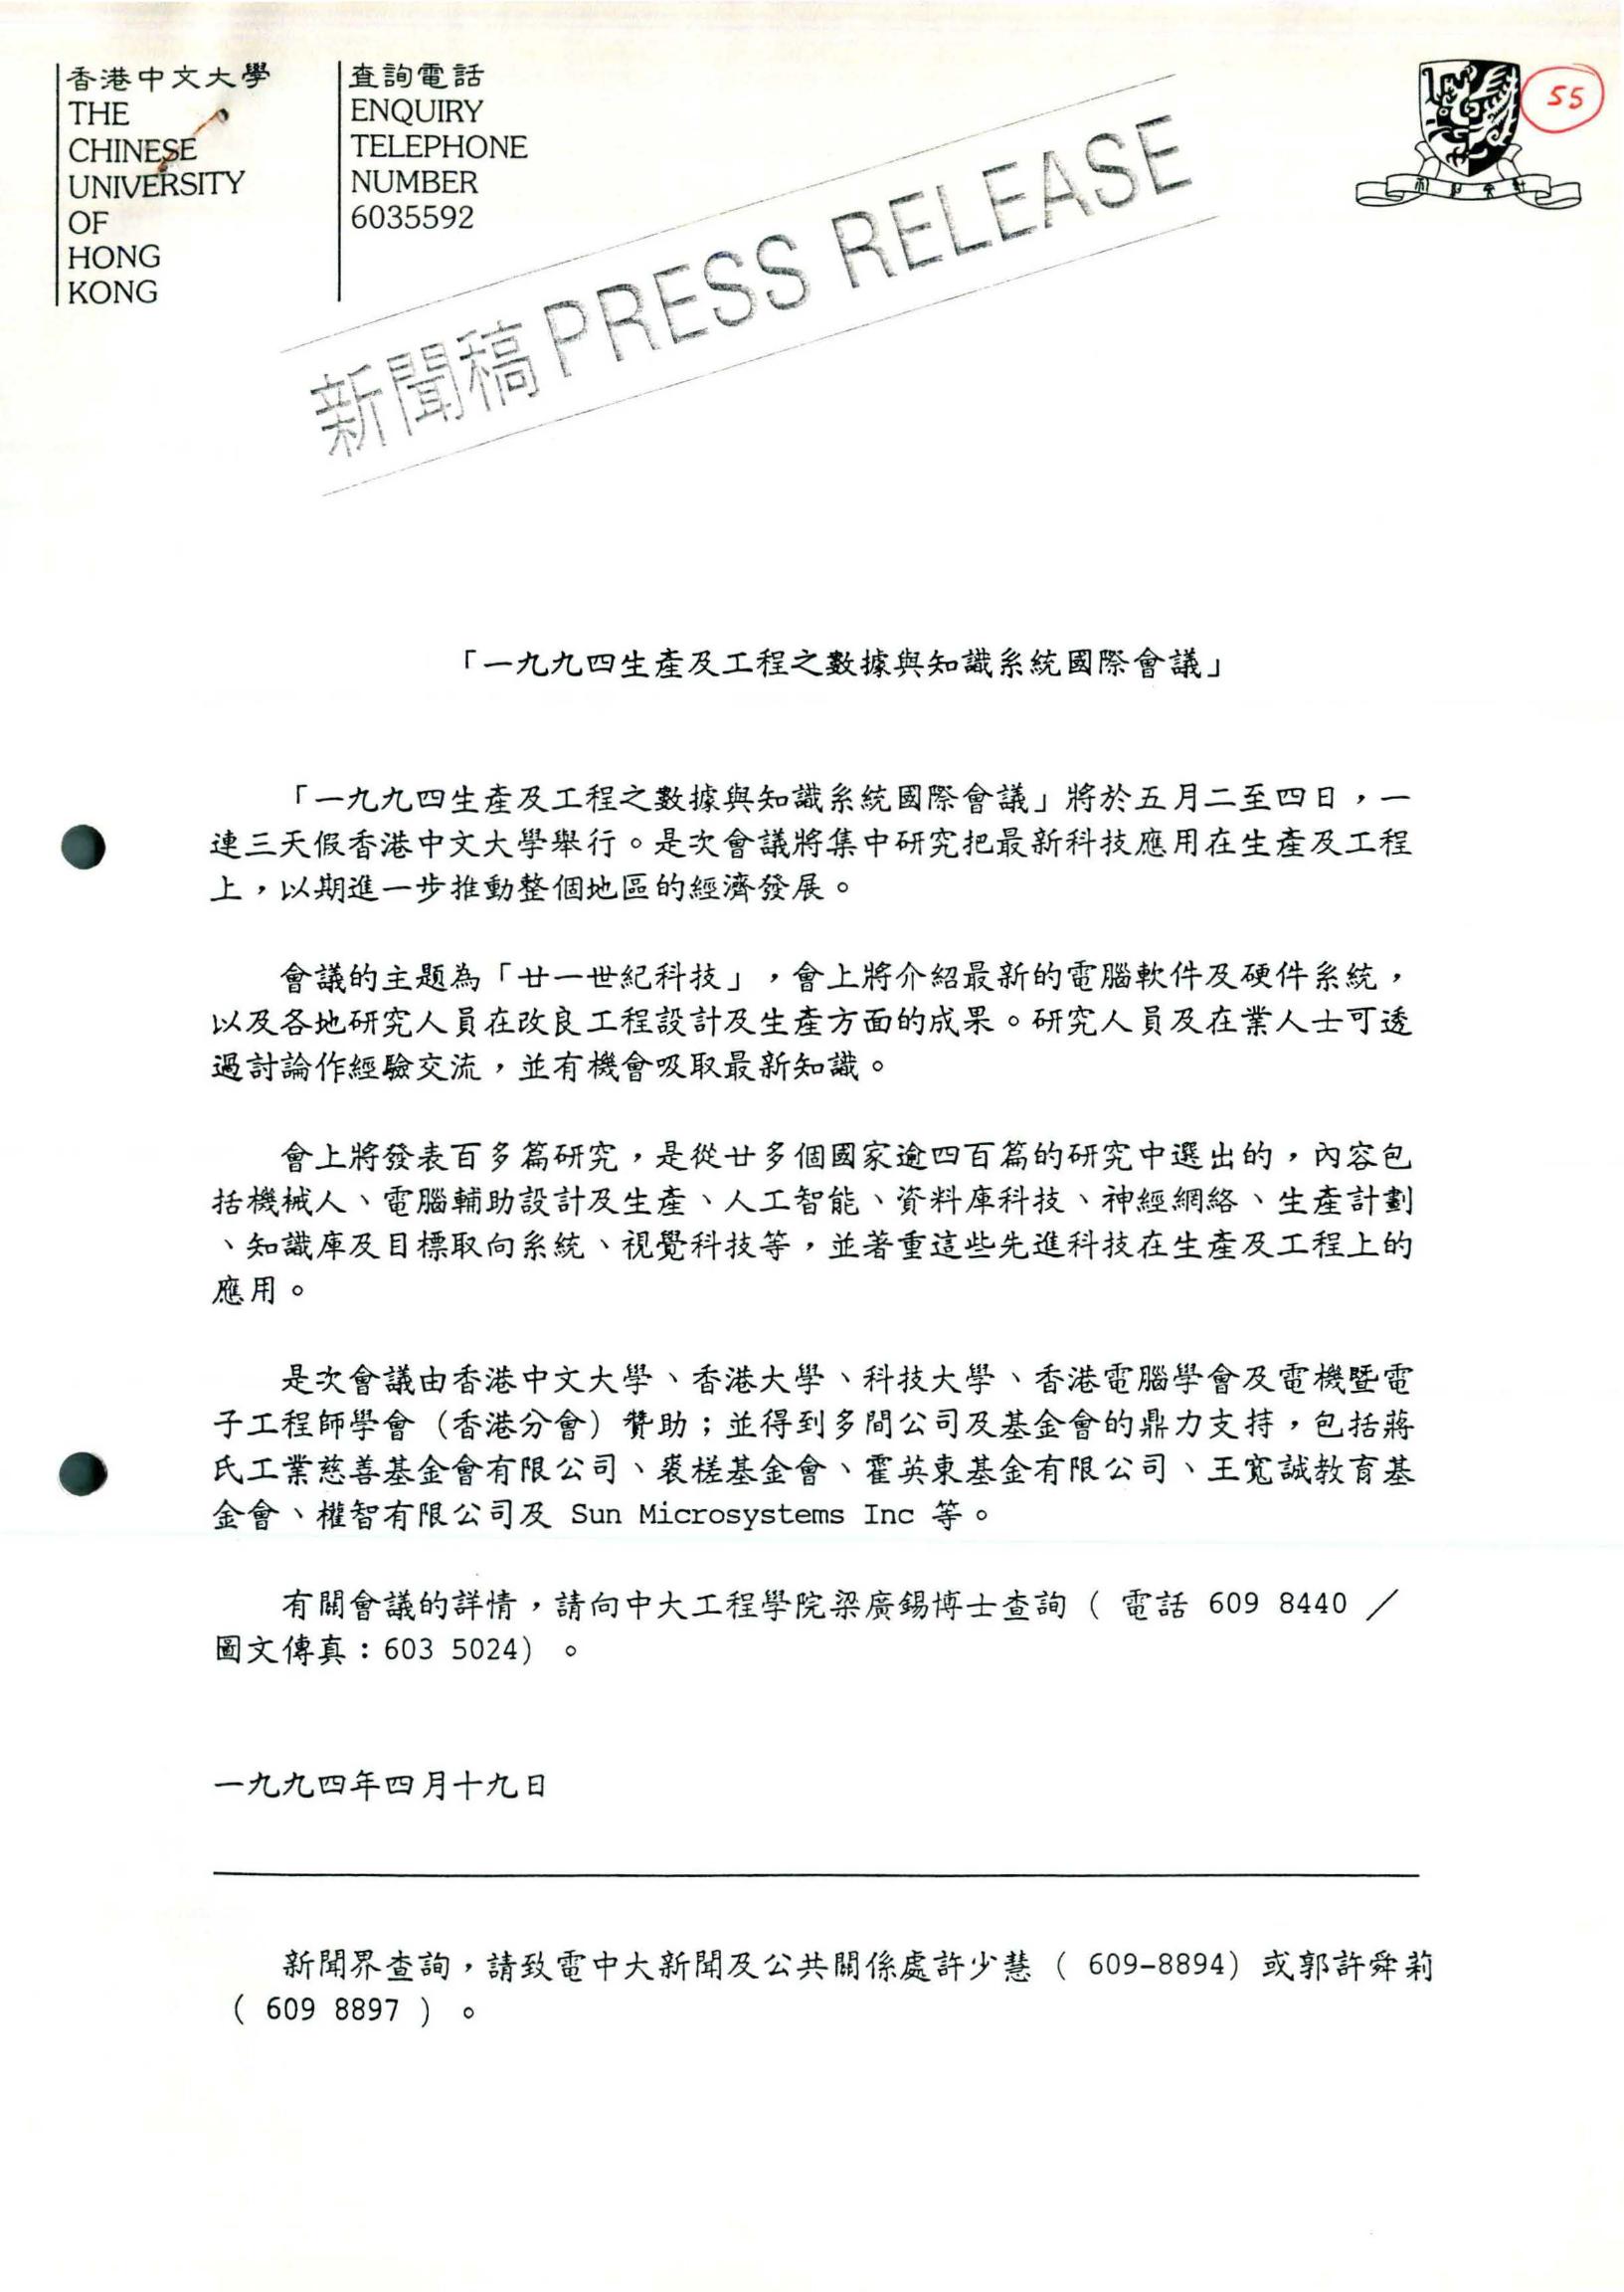 香港中文大學
THE
CHINESE
UNIVERSITY
OF
HONG
KONG
查詢電話
ENQUIRY
TELEPHONE
NUMBER
6035592
55
新聞稿 PRESS RELEASE
「一九九四生產及工程之數據與知識系統國際會議」
「一九九四生產及工程之數據與知識系統國際會議」將於五月二至四日，一
連三天假香港中文大學舉行。是次會議將集中研究把最新科技應用在生產及工程
上，以期進一步推動整個地區的經濟發展。
會議的主題為「廿一世紀科技」，會上將介紹最新的電腦軟件及硬件系統，
以及各地研究人員在改良工程設計及生產方面的成果。研究人員及在業人士可透
過討論作經驗交流，並有機會吸取最新知識。
會上將發表百多篇研究，是從廿多個國家逾四百篇的研究中選出的，內容包
括機械人、電腦輔助設計及生產、人工智能、資料庫科技、神經網絡、生產計劃
、知識庫及目標取向系統、視覺科技等，並著重這些先進科技在生產及工程上的
應用。
是次會議由香港中文大學、香港大學、科技大學、香港電腦學會及電機暨電
子工程師學會（香港分會）贊助；並得到多間公司及基金會的鼎力支持，包括蔣
氏工業慈善基金會有限公司、裘槎基金會、霍英東基金有限公司、王寬誠教育基
金會、權智有限公司及 Sun Microsystems Inc 等。
有關會議的詳情，請向中大工程學院梁廣錫博士查詢（ 電話 609 8440 ／
圖文傳真：603 5024）。
一九九四年四月十九日
新聞界查詢，請致電中大新聞及公共關係處許少慧（ 609-8894）或郭許舜莉
（ 609 8897 ）。